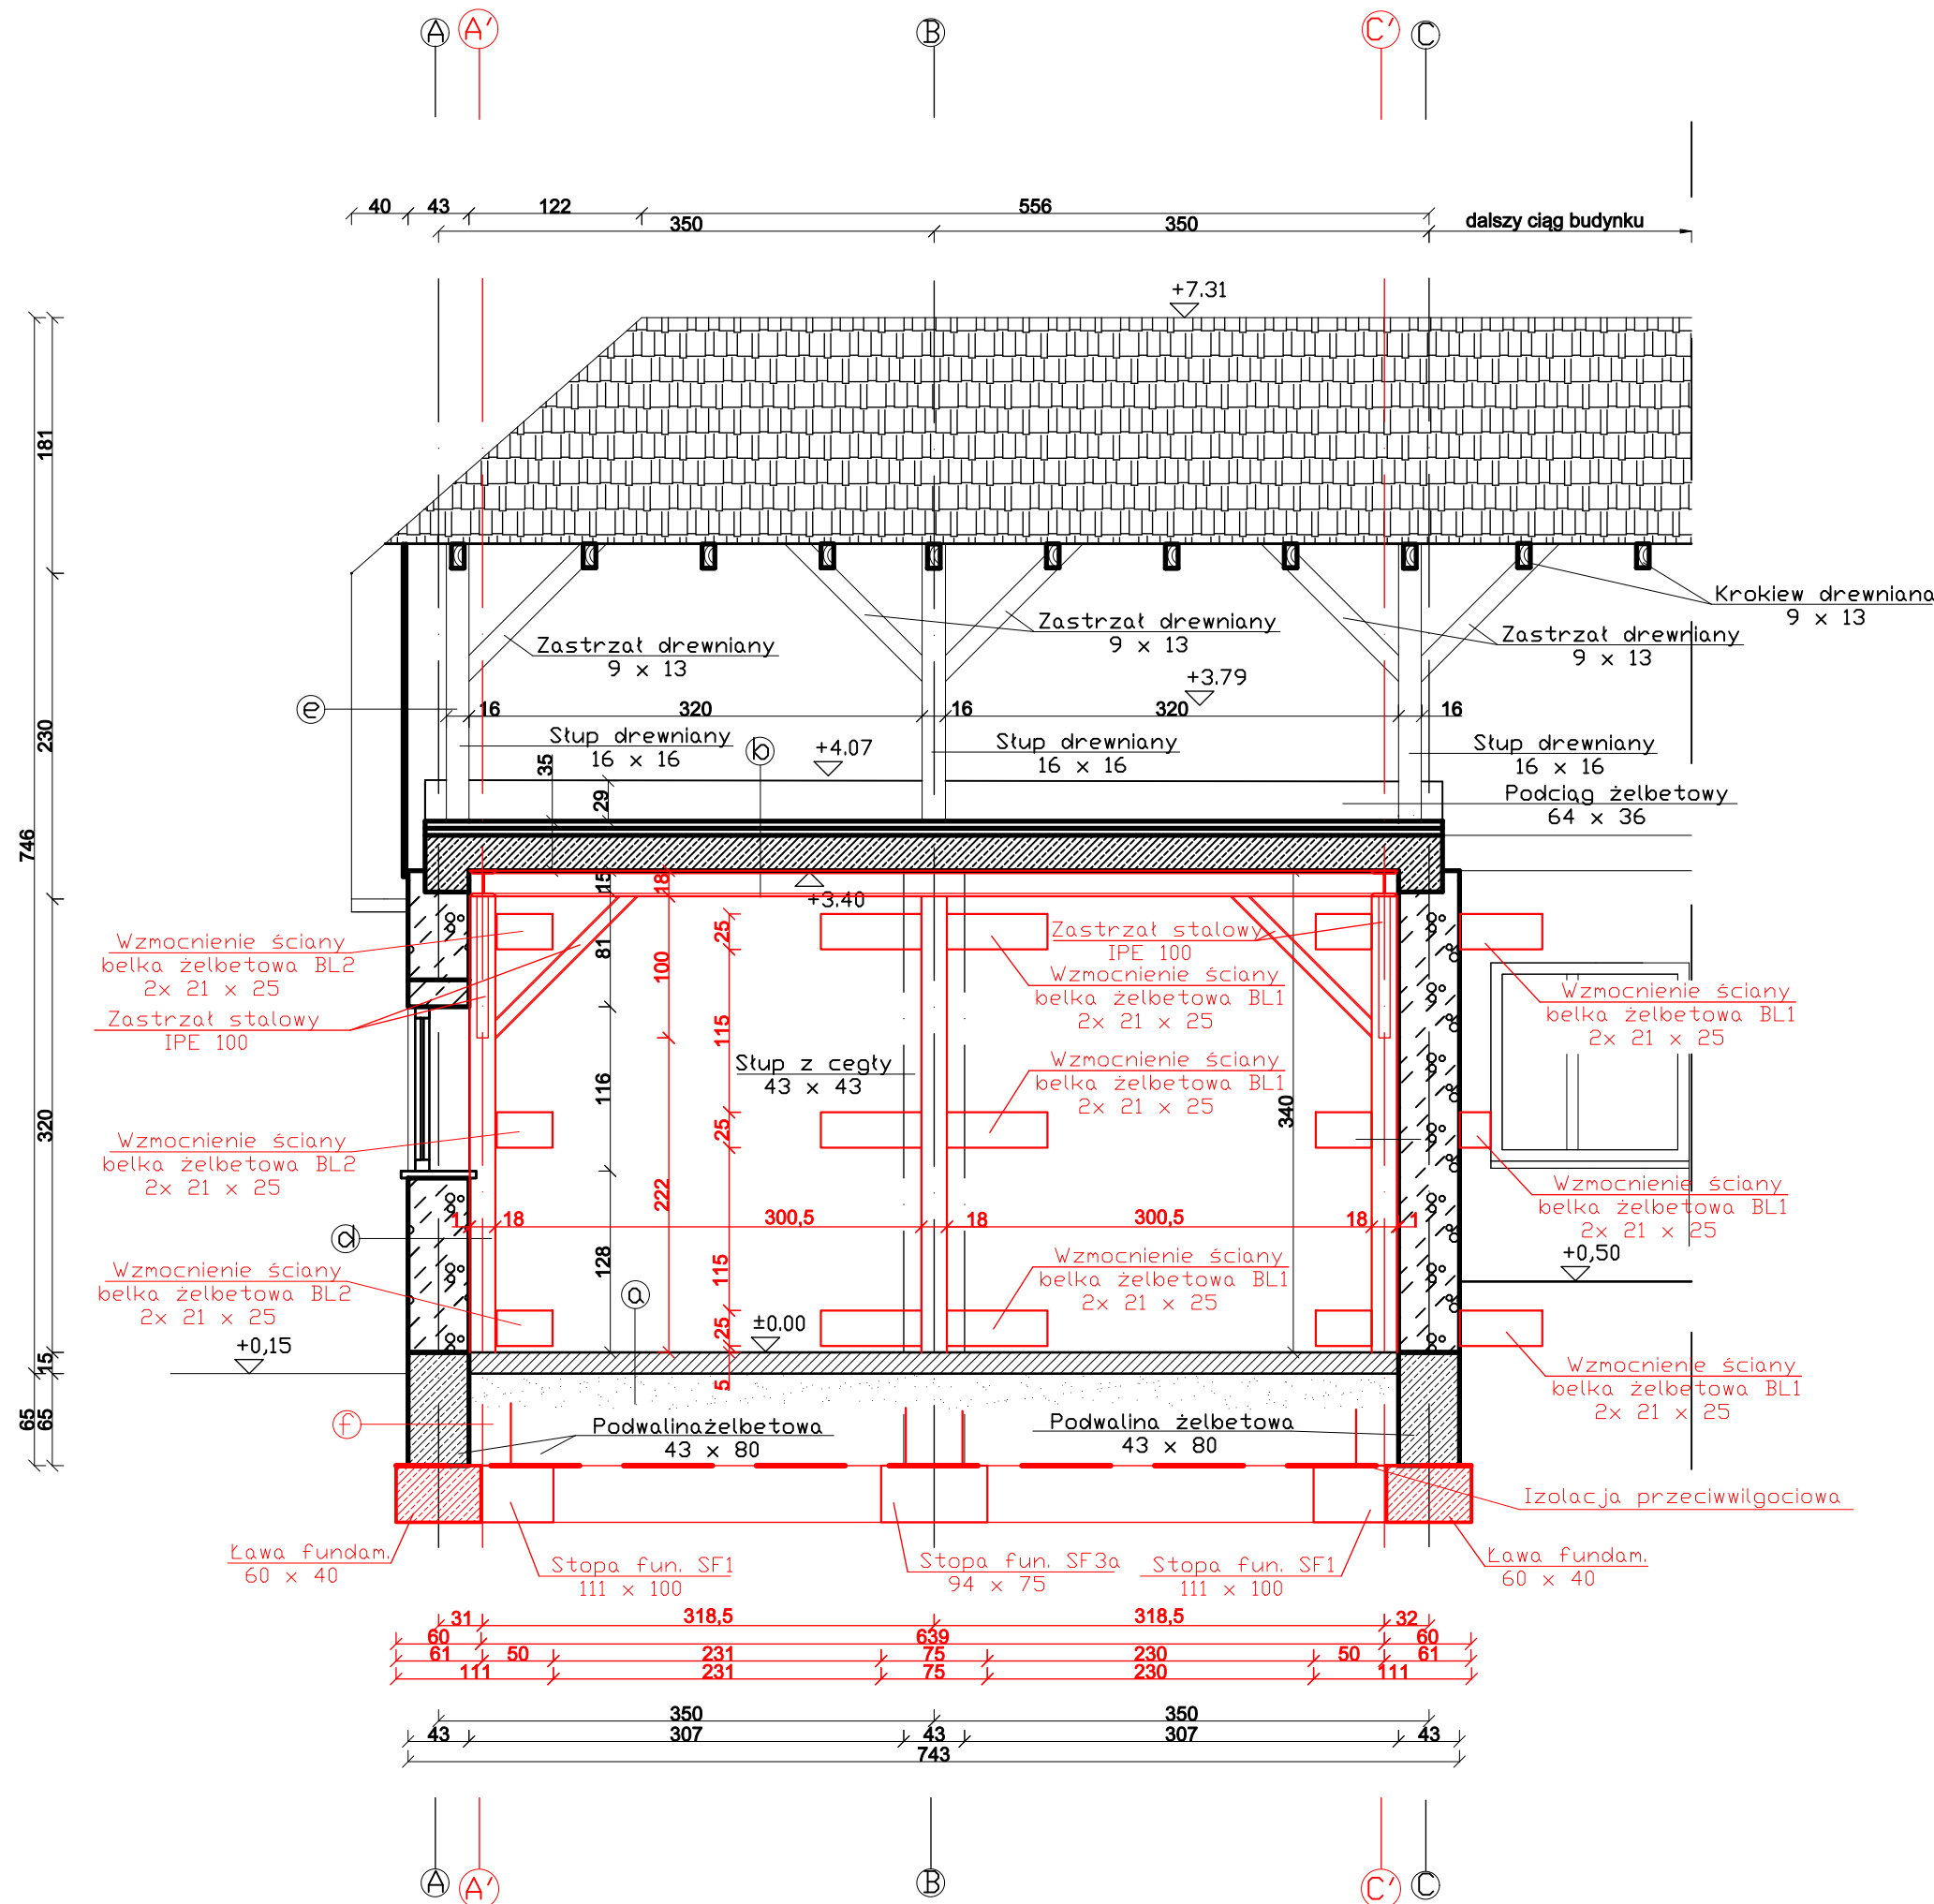 A A' B C' C
40 43 122 556
350 350 dalszy ciąg budynku
+7.31
181
Krokiew drewniana
9 x 13
Zastrzał drewniany
9 x 13
Zastrzał drewniany
9 x 13
Zastrzał drewniany
9 x 13
+3.79
e
16 320 16 320 16
230
Słup drewniany
16 x 16
b
+4.07
Słup drewniany
16 x 16
Słup drewniany
16 x 16
35
29
Podciąg żelbetowy
64 x 36
746
15
18
+3.40
Wzmocnienie ściany
belka żelbetowa BL2
2x 21 x 25
81
100
25
Zastrzał stalowy
IPE 100
Wzmocnienie ściany
belka żelbetowa BL1
2x 21 x 25
Wzmocnienie ściany
belka żelbetowa BL1
2x 21 x 25
Zastrzał stalowy
IPE 100
115
116
Słup z cegły
43 x 43
Wzmocnienie ściany
belka żelbetowa BL1
2x 21 x 25
320
340
25
Wzmocnienie ściany
belka żelbetowa BL2
2x 21 x 25
222
Wzmocnienie ściany
belka żelbetowa BL1
2x 21 x 25
1 18 300,5 18 300,5 18 1
d
128
115
+0,50
Wzmocnienie ściany
belka żelbetowa BL2
2x 21 x 25
a
Wzmocnienie ściany
belka żelbetowa BL1
2x 21 x 25
25
±0.00
+0,15
15
5
Wzmocnienie ściany
belka żelbetowa BL1
2x 21 x 25
65
65
f
Podwalinażelbetowa
43 x 80
Podwalina żelbetowa
43 x 80
Izolacja przeciwwilgociowa
Ława fundam.
60 x 40
Stopa fun. SF1
111 x 100
Stopa fun. SF3a
94 x 75
Stopa fun. SF1
111 x 100
Ława fundam.
60 x 40
31 318,5 318,5 32
60 639 60
61 50 231 75 230 50 61
111 231 75 230 111
350 350
43 307 43 307 43
743
A A' B C' C